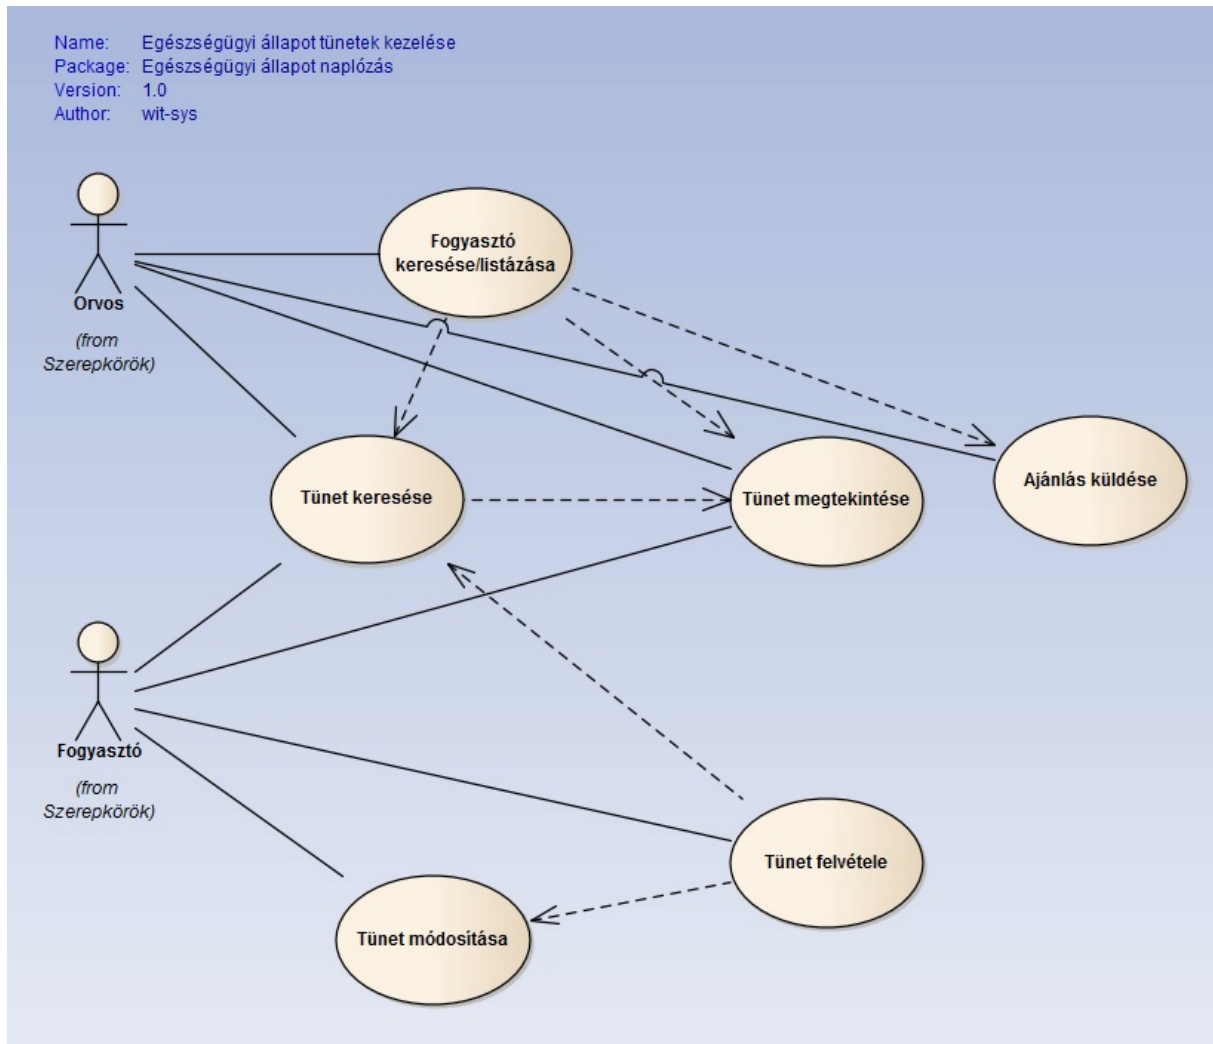 Name: Egészségügyi állapot tünetek kezelése
Package: Egészségügyi állapot naplózás
Version: 1.0
Author: wit-sys
Fogyasztó
keresése/listázása
Orvos
(from
Szerepkörök)
Tünet keresése
Tünet megtekintése
Ajánlás küldése
Fogyasztó
(from
Szerepkörök)
Tünet felvétele
Tünet módosítása